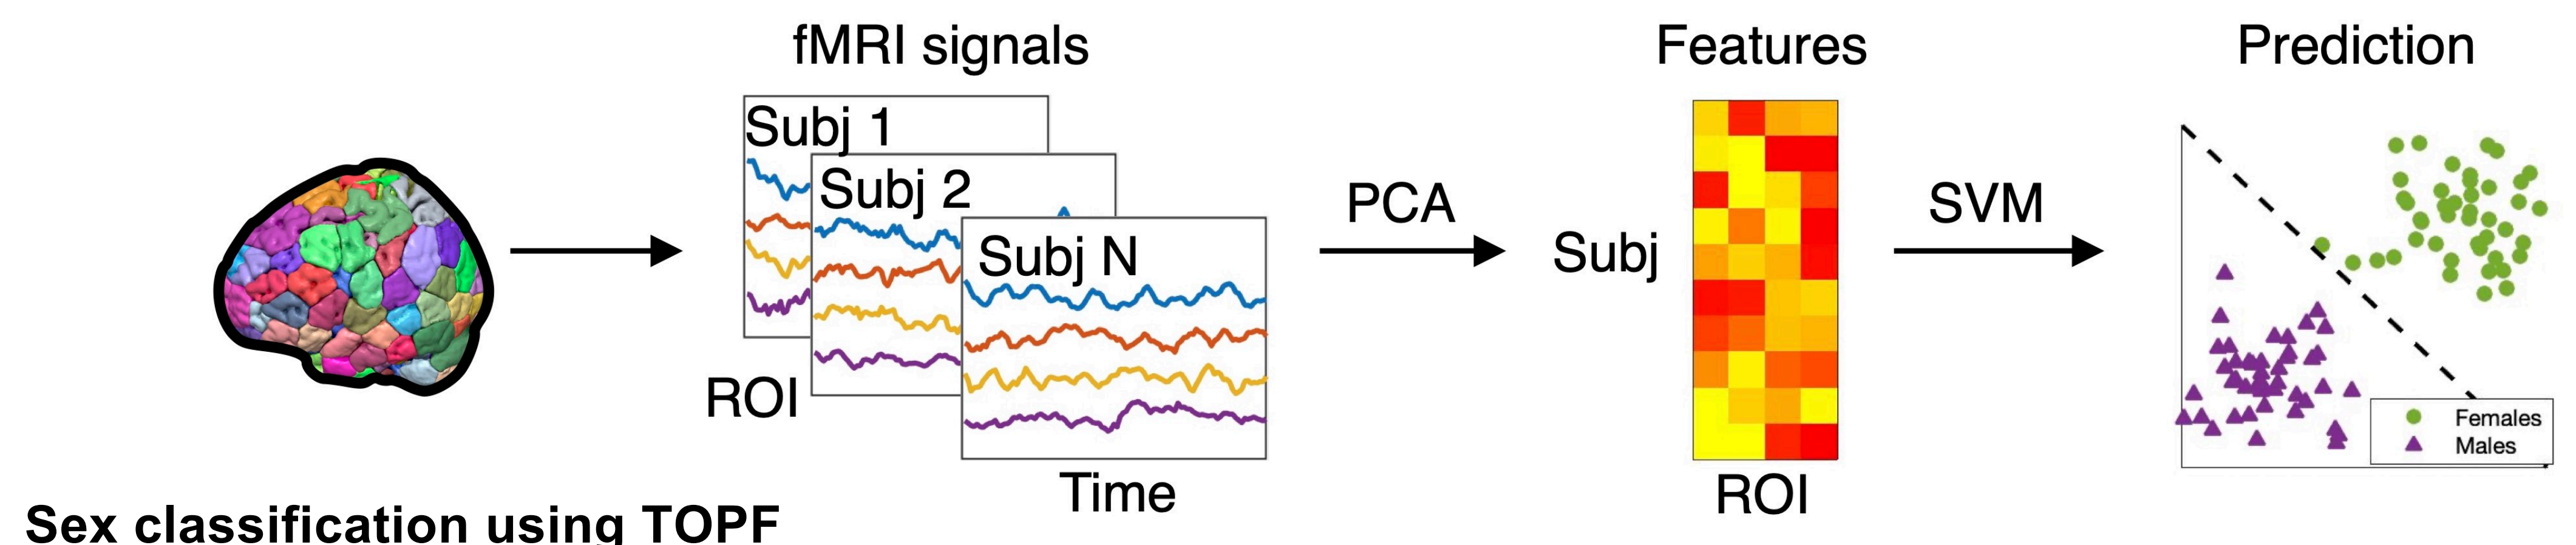 fMRI signals
Features
Prediction
Subj 1
Subj 2
Subj N
ROI
Time
PCA
Subj
ROI
SVM
Females
Males
Sex classification using TOPF